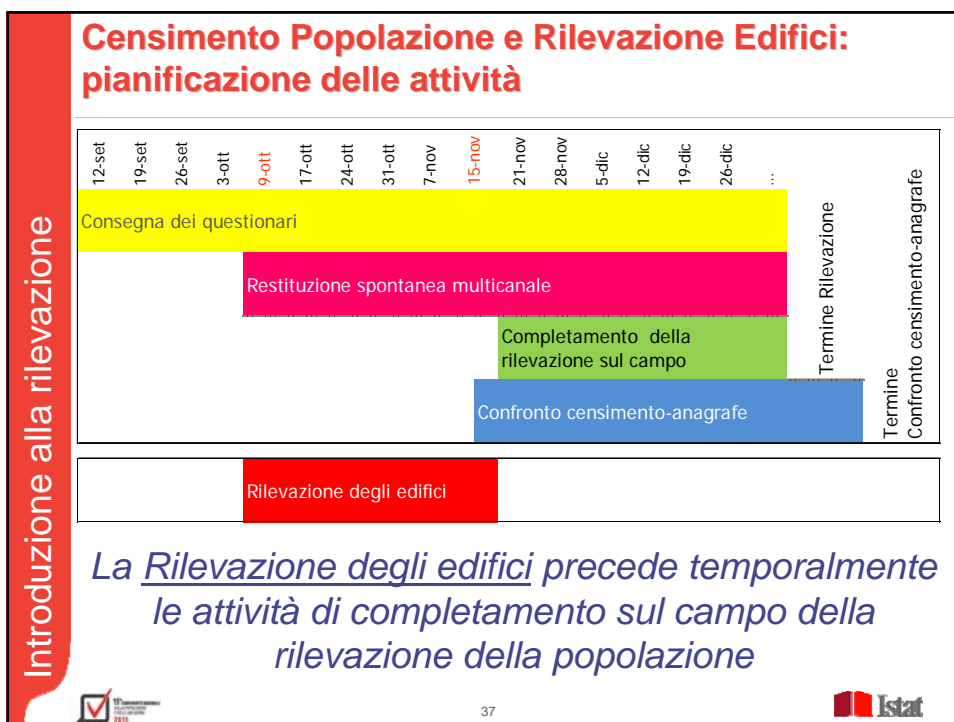 Censimento Popolazione e Rilevazione Edifici:
pianificazione delle attività
Introduzione alla rilevazione
12-set
19-set
26-set
3-ott
9-ott
17-ott
24-ott
31-ott
7-nov
15-nov
21-nov
28-nov
5-dic
12-dic
19-dic
26-dic
...
Consegna dei questionari
Restituzione spontanea multicanale
Completamento della
rilevazione sul campo
Confronto censimento-anagrafe
Termine Rilevazione
Termine
Confronto censimento-anagrafe
Rilevazione degli edifici
La Rilevazione degli edifici precede temporalmente
le attività di completamento sul campo della
rilevazione della popolazione
2011
37
Istat